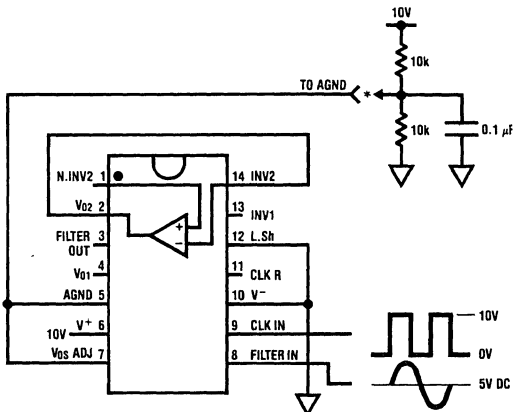 10V
10k
TO AGND *
10k
0.1 μF
N.INV2 1
14 INV2
+
−
V02 2
13 INV1
FILTER OUT 3
12 L.Sh
V01 4
11 CLK R
AGND 5
10 V−
10V V+ 6
9 CLK IN
VOS ADJ 7
8 FILTER IN
10V
0V
5V DC